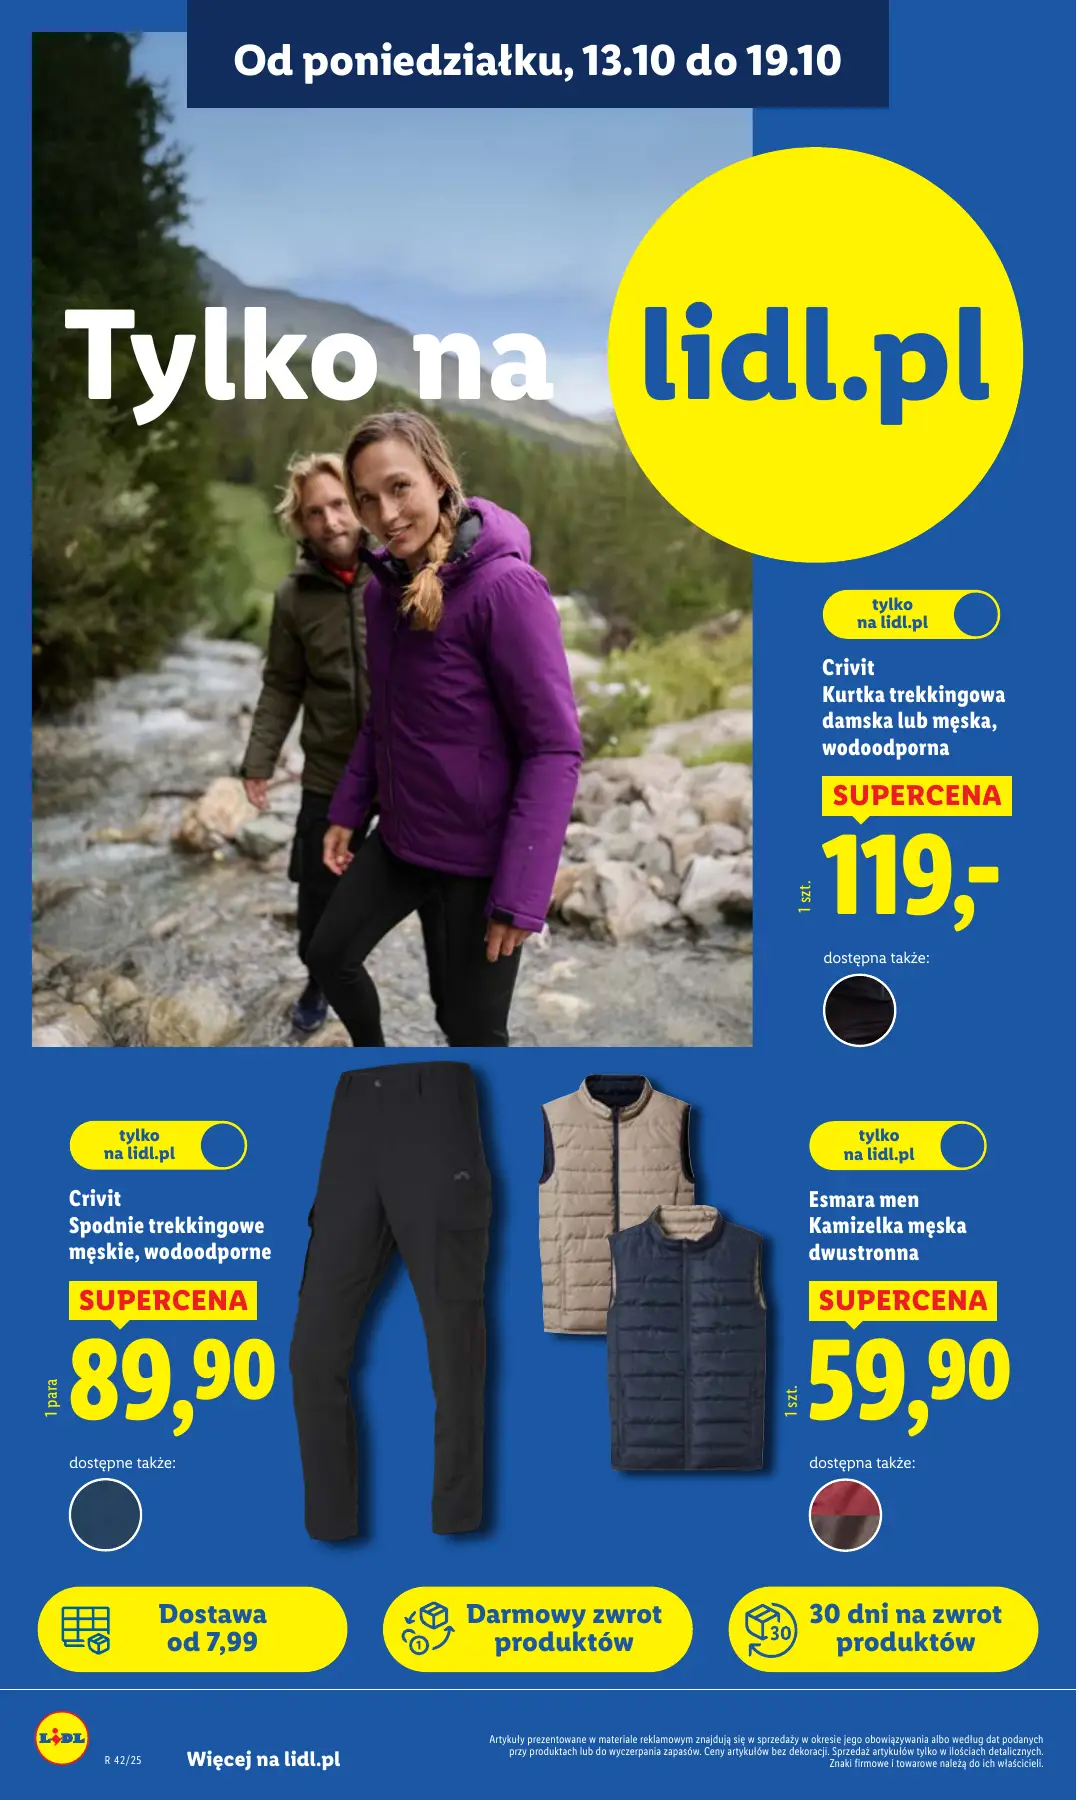 Od poniedziałku, 13.10 do 19.10
Tylko na lidl.pl
tylko
na lidl.pl
Crivit
Kurtka trekkingowa
damska lub męska,
wodoodporna
SUPERCENA
1 szt.
119,-
dostępna także:
tylko
na lidl.pl
Crivit
Spodnie trekkingowe
męskie, wodoodporne
SUPERCENA
1 para
89,90
dostępne także:
tylko
na lidl.pl
Esmara men
Kamizelka męska
dwustronna
SUPERCENA
1 szt.
59,90
dostępna także:
Dostawa
od 7,99
1
Darmowy zwrot
produktów
30
30 dni na zwrot
produktów
LIDL
R 42/25
Więcej na lidl.pl
Artykuły prezentowane w materiale reklamowym znajdują się w sprzedaży w okresie jego obowiązywania albo według dat podanych
przy produktach lub do wyczerpania zapasów. Ceny artykułów bez dekoracji. Sprzedaż artykułów tylko w ilościach detalicznych.
Znaki firmowe i towarowe należą do ich właścicieli.